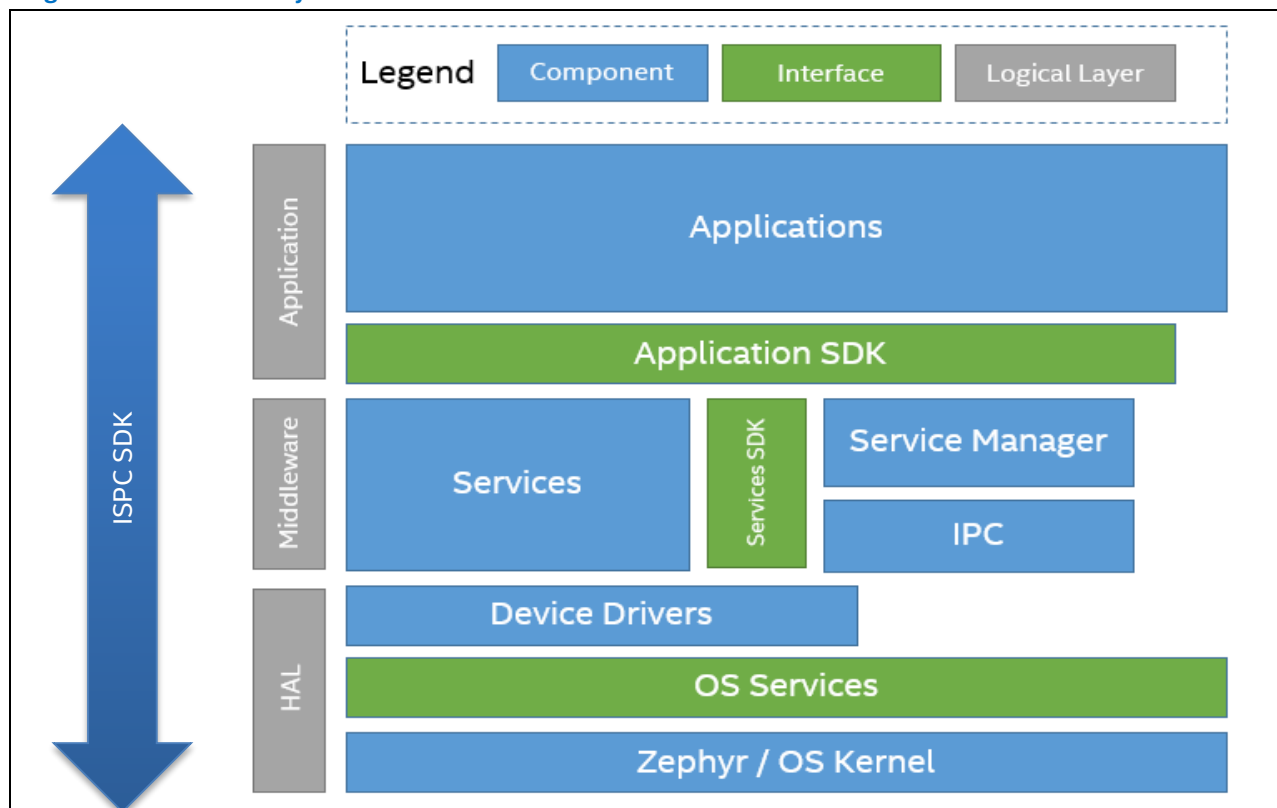 Legend
Component
Interface
Logical Layer
ISPC SDK
Application
Applications
Application SDK
Middleware
Services
Services SDK
Service Manager
IPC
HAL
Device Drivers
OS Services
Zephyr / OS Kernel